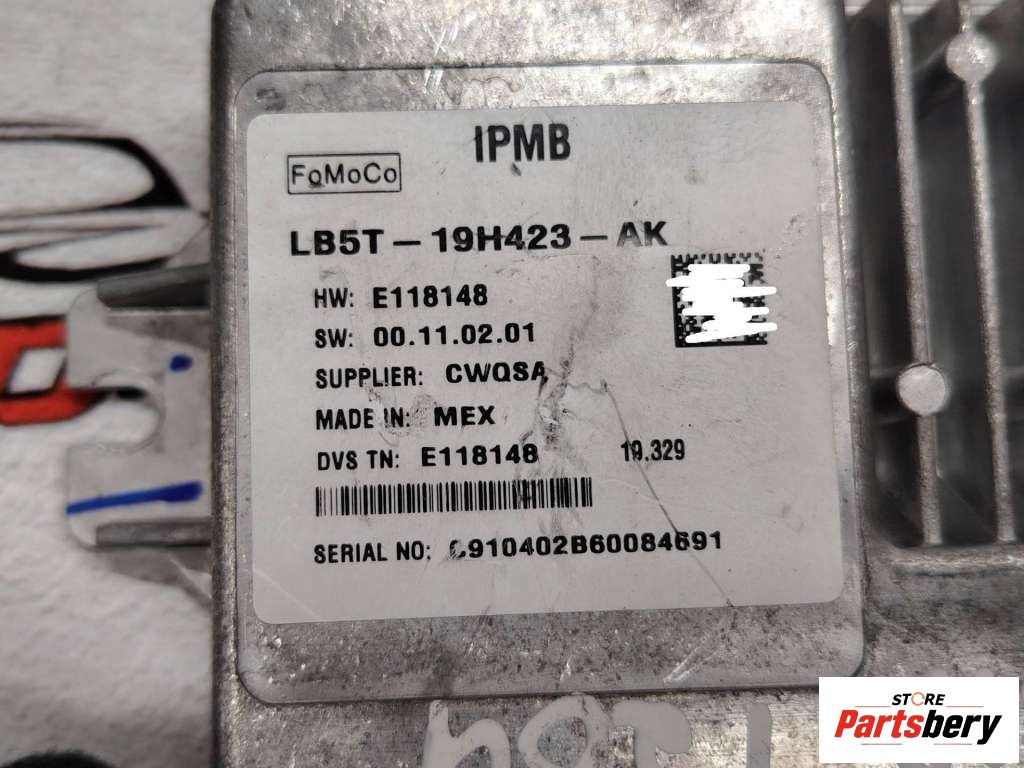 IPMB
FoMoCo
LB5T-19H423-AK
HW: E118148
SW: 00.11.02.01
SUPPLIER: CWQSA
MADE IN: MEX
DVS TN: E118148 19.329
SERIAL NO: C910402B60084691
STORE
Partsbery